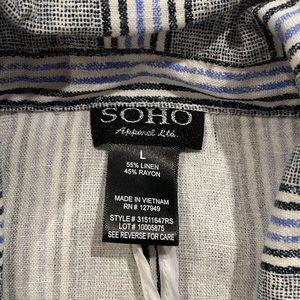 SOHO
Apparel Ltd.
L
55% LINEN
45% RAYON
MADE IN VIETNAM
RN # 127949
STYLE # 31511647RS
LOT # 10005875
SEE REVERSE FOR CARE